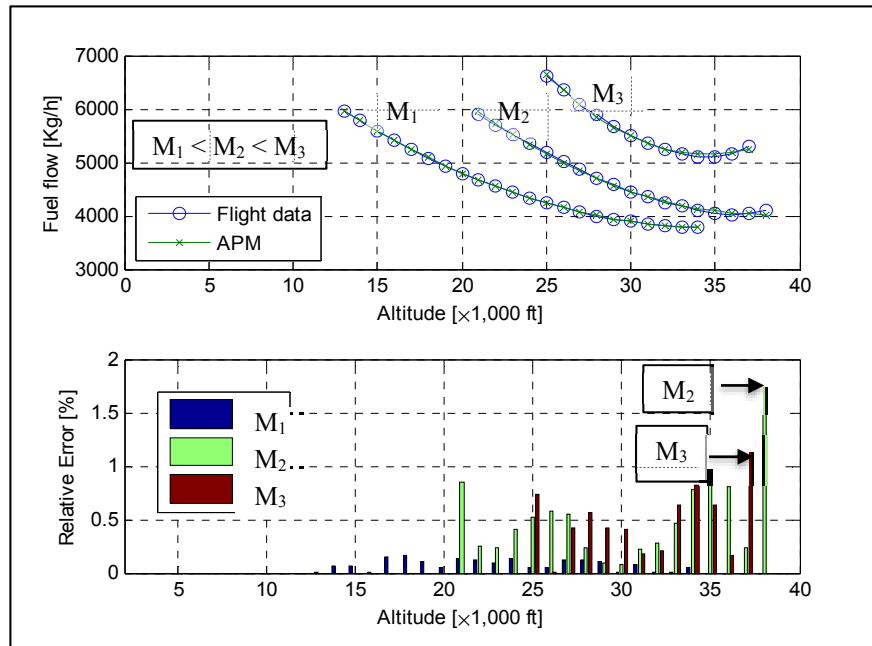 7000
6000
5000
4000
3000
Fuel flow [Kg/h]
M₁ < M₂ < M₃
Flight data
APM
M₁
M₂
M₃
0 5 10 15 20 25 30 35 40
Altitude [×1,000 ft]
2
1.5
1
0.5
0
Relative Error [%]
M₁
M₂
M₃
M₂
M₃
5 10 15 20 25 30 35 40
Altitude [×1,000 ft]